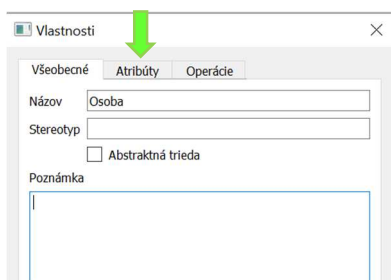 Vlastnosti
Všeobecné Atribúty Operácie
Názov Osoba
Stereotyp
Abstraktná trieda
Poznámka